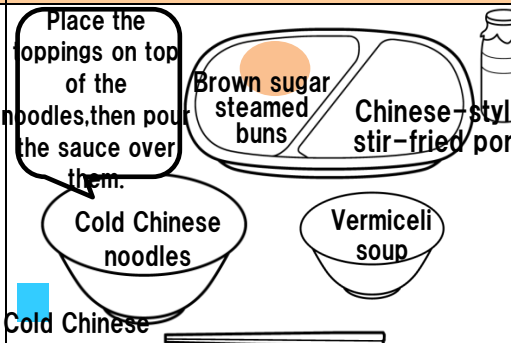 Place the
toppings on top
of the
noodles,then pour
the sauce over
them.
Brown sugar
steamed
buns
Chinese-styl
stir-fried por
Cold Chinese
noodles
Vermiceli
soup
Cold Chinese